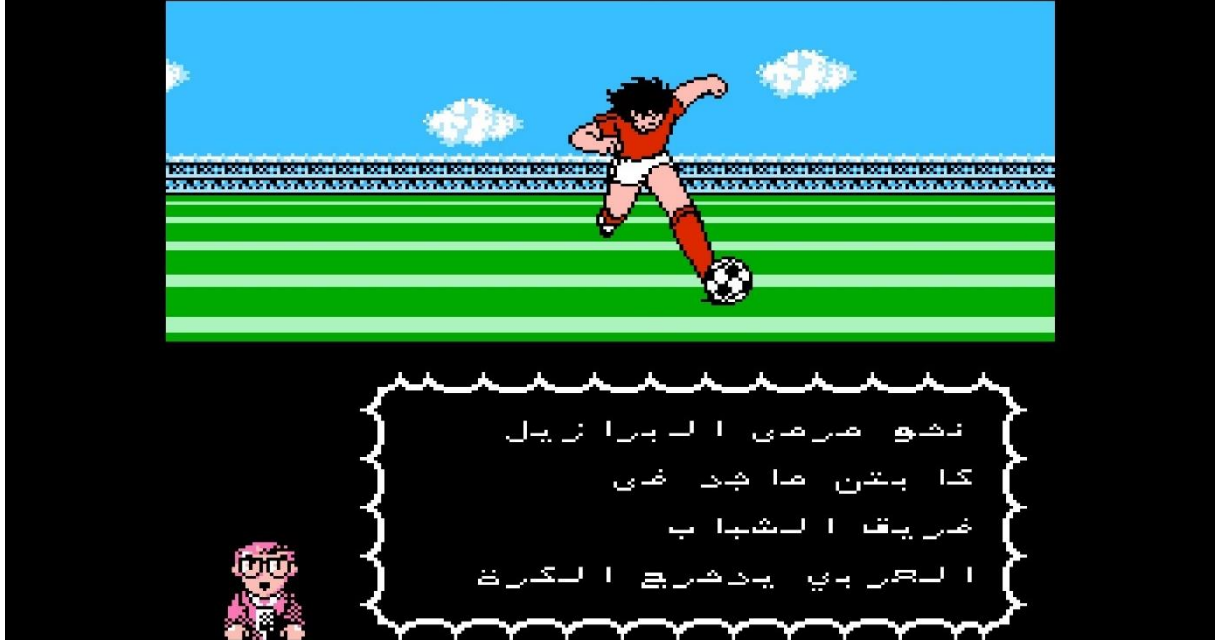 نحو مرمى البرازيل
كابتن ماجد في
فريق الشباب
العربي يدحرج الكرة